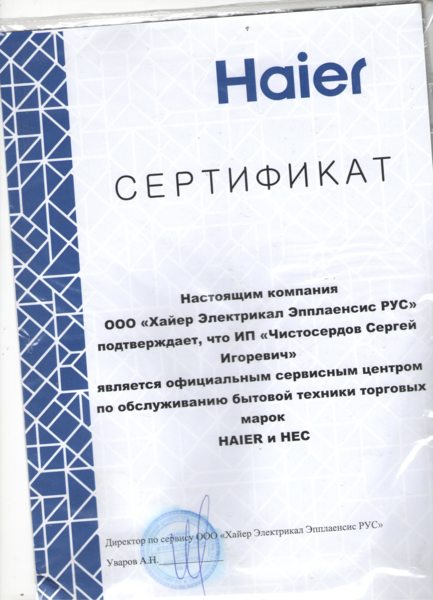 Haier
СЕРТИФИКАТ
Настоящим компания
ООО «Хайер Электрикал Эпплаенсис РУС»
подтверждает, что ИП «Чистосердов Сергей
Игоревич»
является официальным сервисным центром
по обслуживанию бытовой техники торговых
марок
HAIER и HEC
Директор по сервису ООО «Хайер Электрикал Эпплаенсис РУС»
Уваров А.Н.